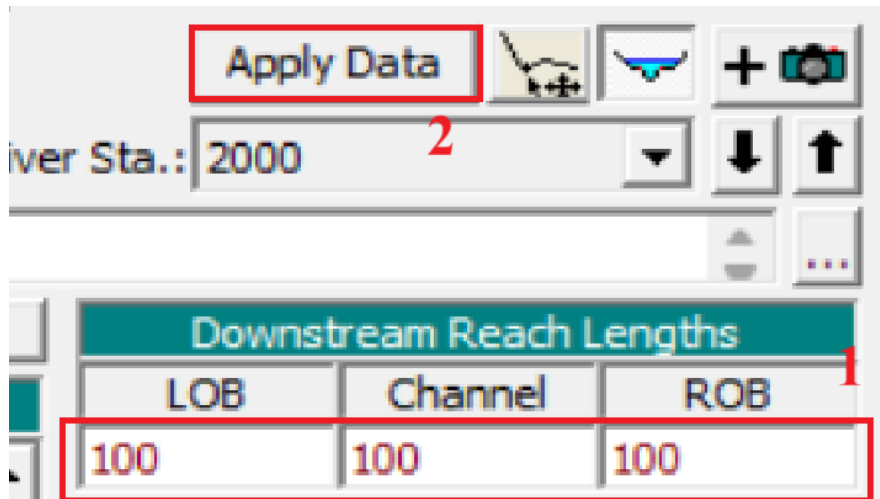 Apply Data
2
iver Sta.: 2000
...
Downstream Reach Lengths
1
LOB Channel ROB
100 100 100